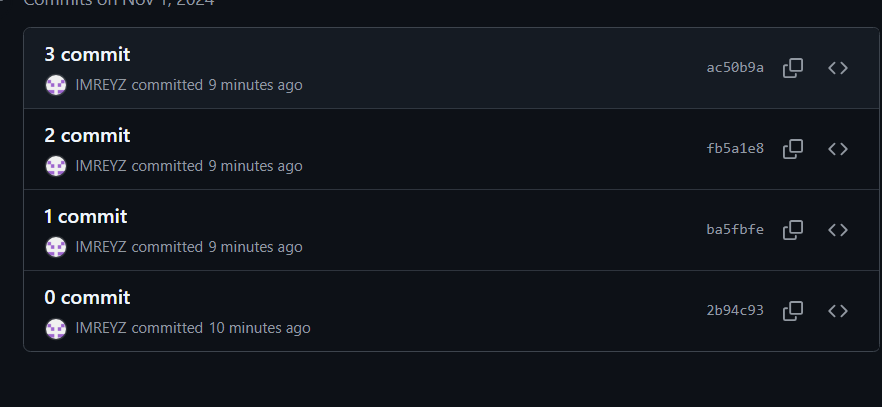 Commits on Nov 1, 2024
3 commit
IMREYZ committed 9 minutes ago
ac50b9a
2 commit
IMREYZ committed 9 minutes ago
fb5a1e8
1 commit
IMREYZ committed 9 minutes ago
ba5fbfe
0 commit
IMREYZ committed 10 minutes ago
2b94c93